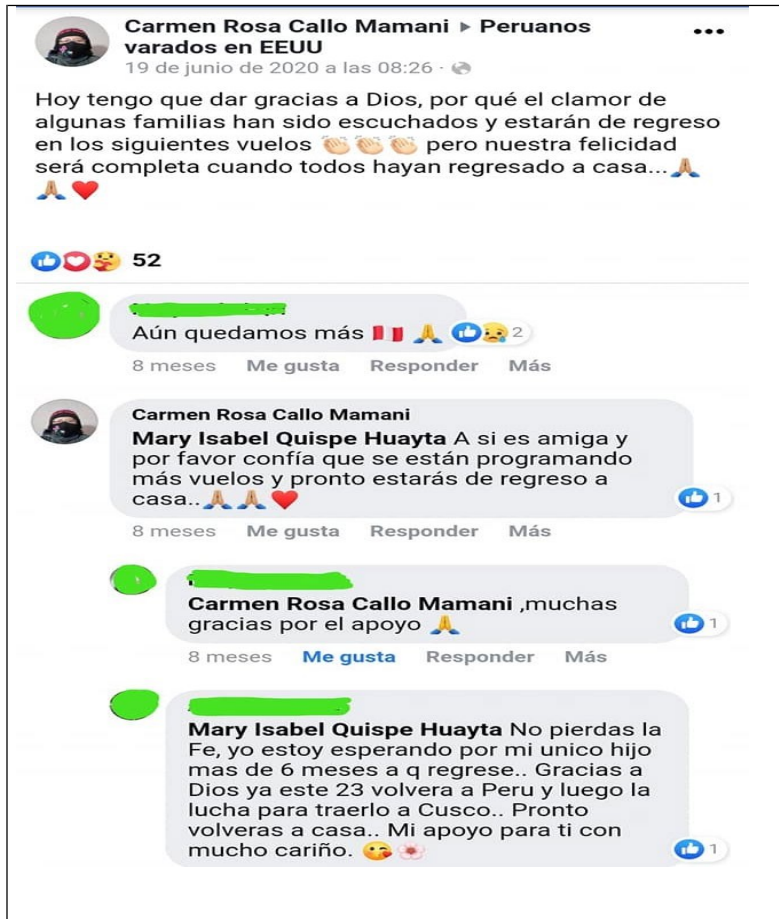 Carmen Rosa Callo Mamani ▸ Peruanos
varados en EEUU
19 de junio de 2020 a las 08:26 ·
Hoy tengo que dar gracias a Dios, por qué el clamor de
algunas familias han sido escuchados y estarán de regreso
en los siguientes vuelos 👏🏻👏🏻👏🏻 pero nuestra felicidad
será completa cuando todos hayan regresado a casa...🙏🏽
🙏🏽❤️
52
Aún quedamos más 🇵🇪 🙏 2
8 meses Me gusta Responder Más
Carmen Rosa Callo Mamani
Mary Isabel Quispe Huayta A si es amiga y
por favor confía que se están programando
más vuelos y pronto estarás de regreso a
casa..🙏🏽🙏🏽❤️ 1
8 meses Me gusta Responder Más
Carmen Rosa Callo Mamani ,muchas
gracias por el apoyo 🙏 1
8 meses Me gusta Responder Más
Mary Isabel Quispe Huayta No pierdas la
Fe, yo estoy esperando por mi unico hijo
mas de 6 meses a q regrese.. Gracias a
Dios ya este 23 volvera a Peru y luego la
lucha para traerlo a Cusco.. Pronto
volveras a casa.. Mi apoyo para ti con
mucho cariño. 😘🌸 1